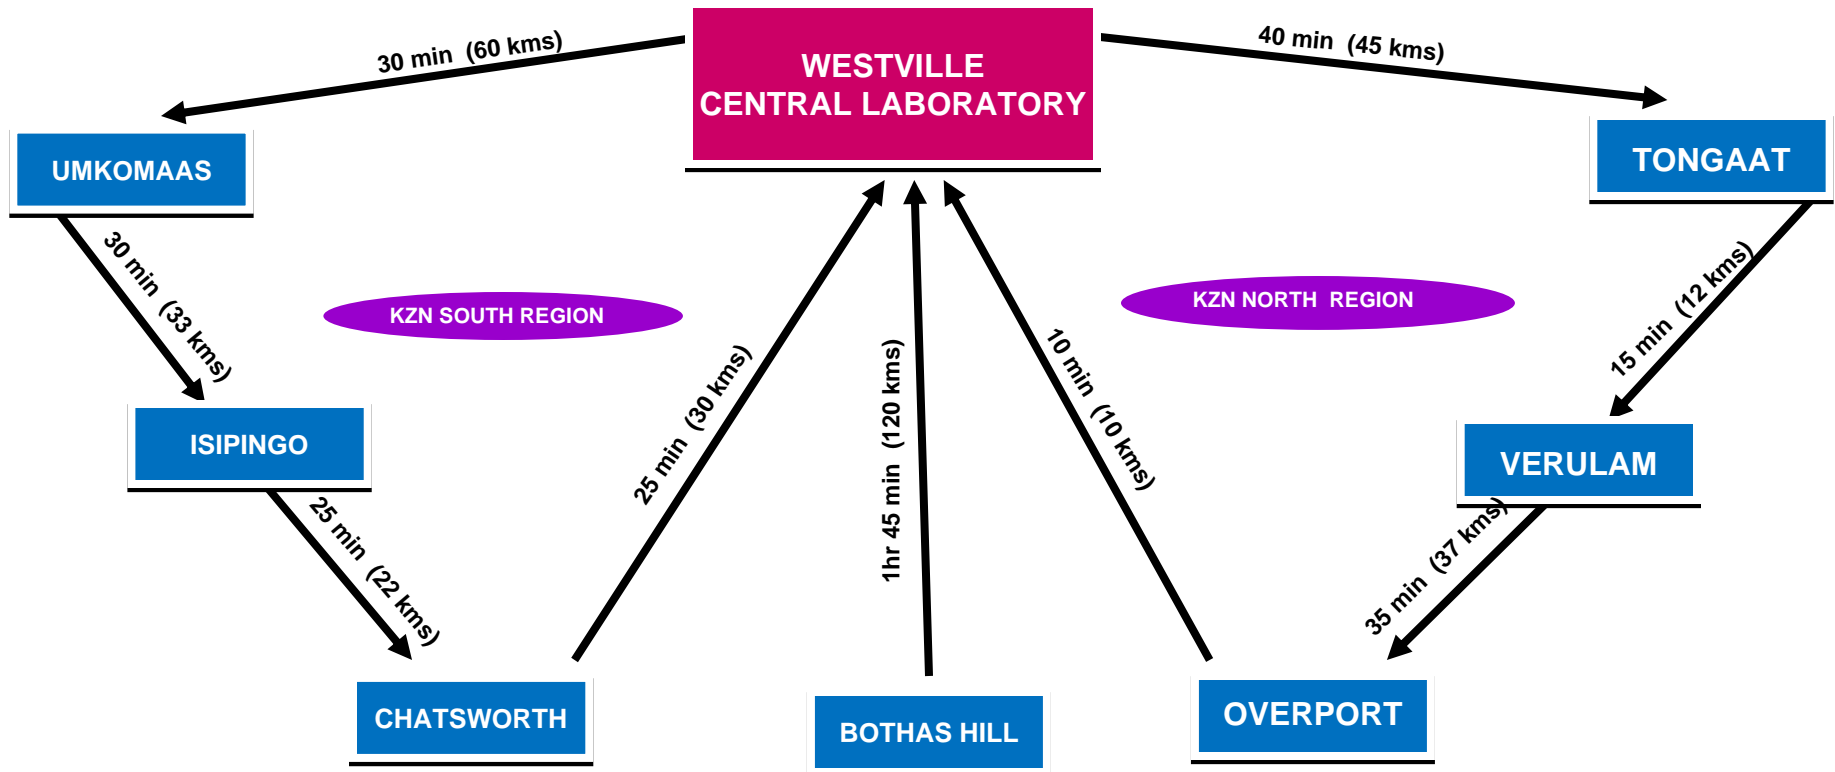 30 min (60 kms)
WESTVILLE
CENTRAL LABORATORY
40 min (45 kms)
UMKOMAAS
TONGAAT
30 min (33 kms)
KZN SOUTH REGION
KZN NORTH REGION
15 min (12 kms)
ISIPINGO
25 min (30 kms)
1hr 45 min (120 kms)
10 min (10 kms)
VERULAM
25 min (22 kms)
35 min (37 kms)
CHATSWORTH
BOTHAS HILL
OVERPORT